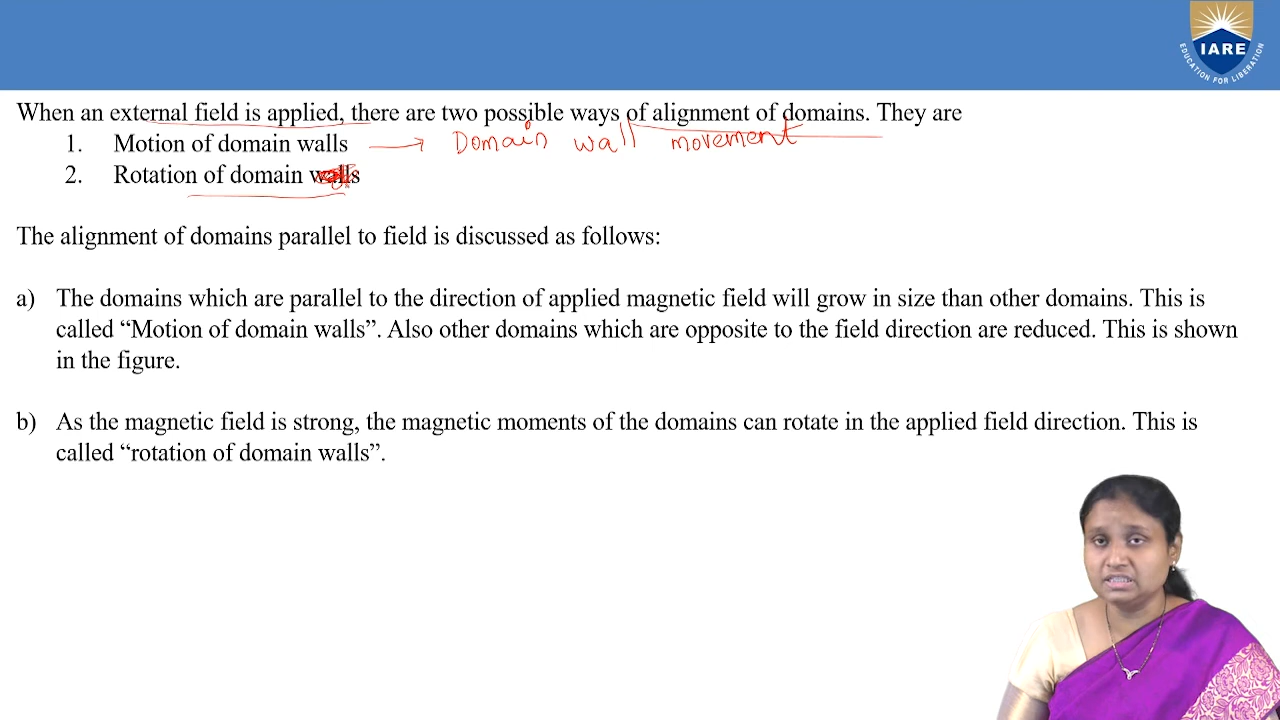 IARE
EDUCATION FOR LIBERATION
When an external field is applied, there are two possible ways of alignment of domains. They are
1. Motion of domain walls → Domain wall movement
2. Rotation of domain walls
The alignment of domains parallel to field is discussed as follows:
a) The domains which are parallel to the direction of applied magnetic field will grow in size than other domains. This is
called “Motion of domain walls”. Also other domains which are opposite to the field direction are reduced. This is shown
in the figure.
b) As the magnetic field is strong, the magnetic moments of the domains can rotate in the applied field direction. This is
called “rotation of domain walls”.